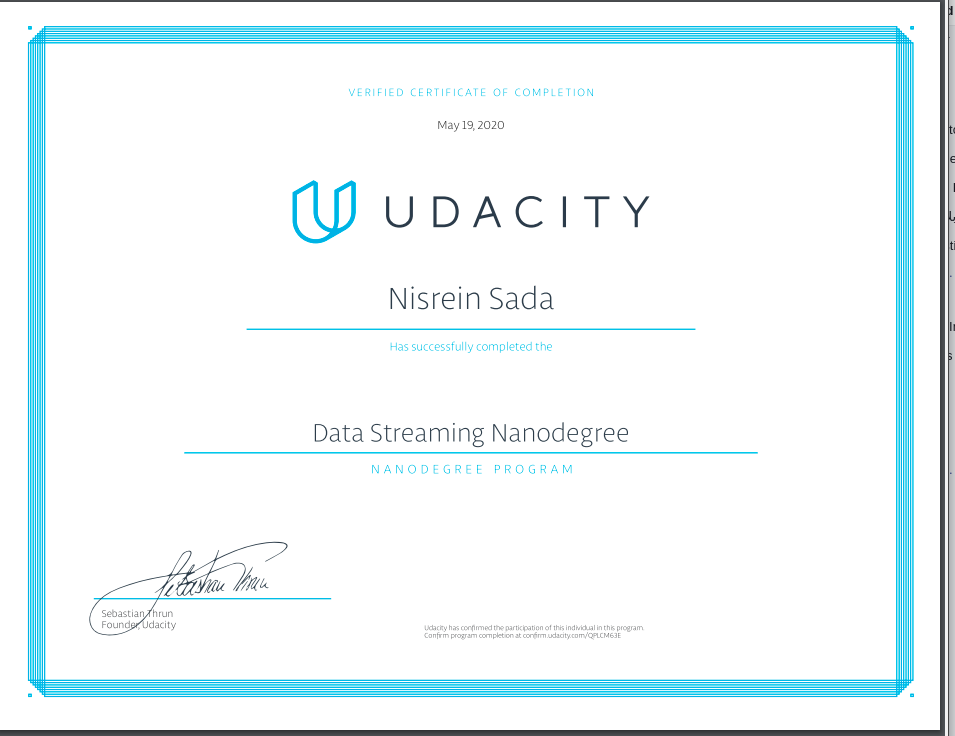 VERIFIED CERTIFICATE OF COMPLETION
May 19, 2020
UDACITY
Nisrein Sada
Has successfully completed the
Data Streaming Nanodegree
NANODEGREE PROGRAM
Sebastian Thrun
Sebastian Thrun
Founder, Udacity
Udacity has confirmed the participation of this individual in this program.
Confirm program completion at confirm.udacity.com/QPLCM63E